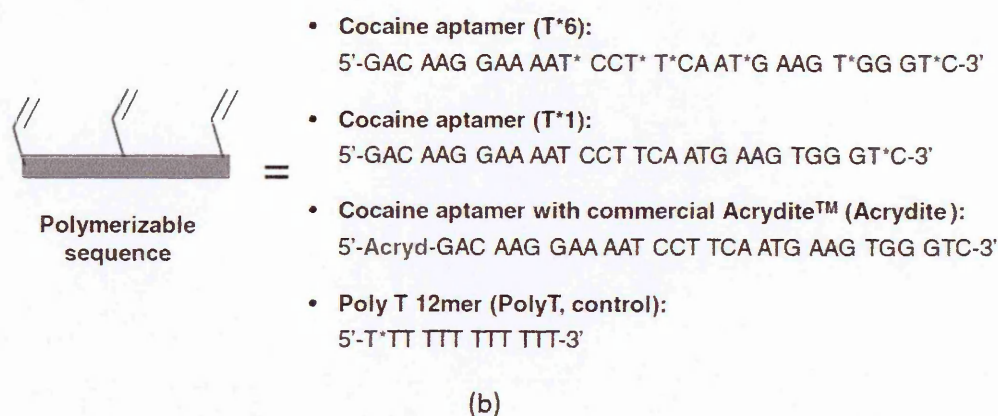 • Cocaine aptamer (T*6):
5'-GAC AAG GAA AAT* CCT* T*CA AT*G AAG T*GG GT*C-3'
• Cocaine aptamer (T*1):
5'-GAC AAG GAA AAT CCT TCA ATG AAG TGG GT*C-3'
=
Polymerizable
sequence
• Cocaine aptamer with commercial Acrydite™ (Acrydite):
5'-Acryd-GAC AAG GAA AAT CCT TCA ATG AAG TGG GTC-3'
• Poly T 12mer (PolyT, control):
5'-T*TT TTT TTT TTT-3'
(b)